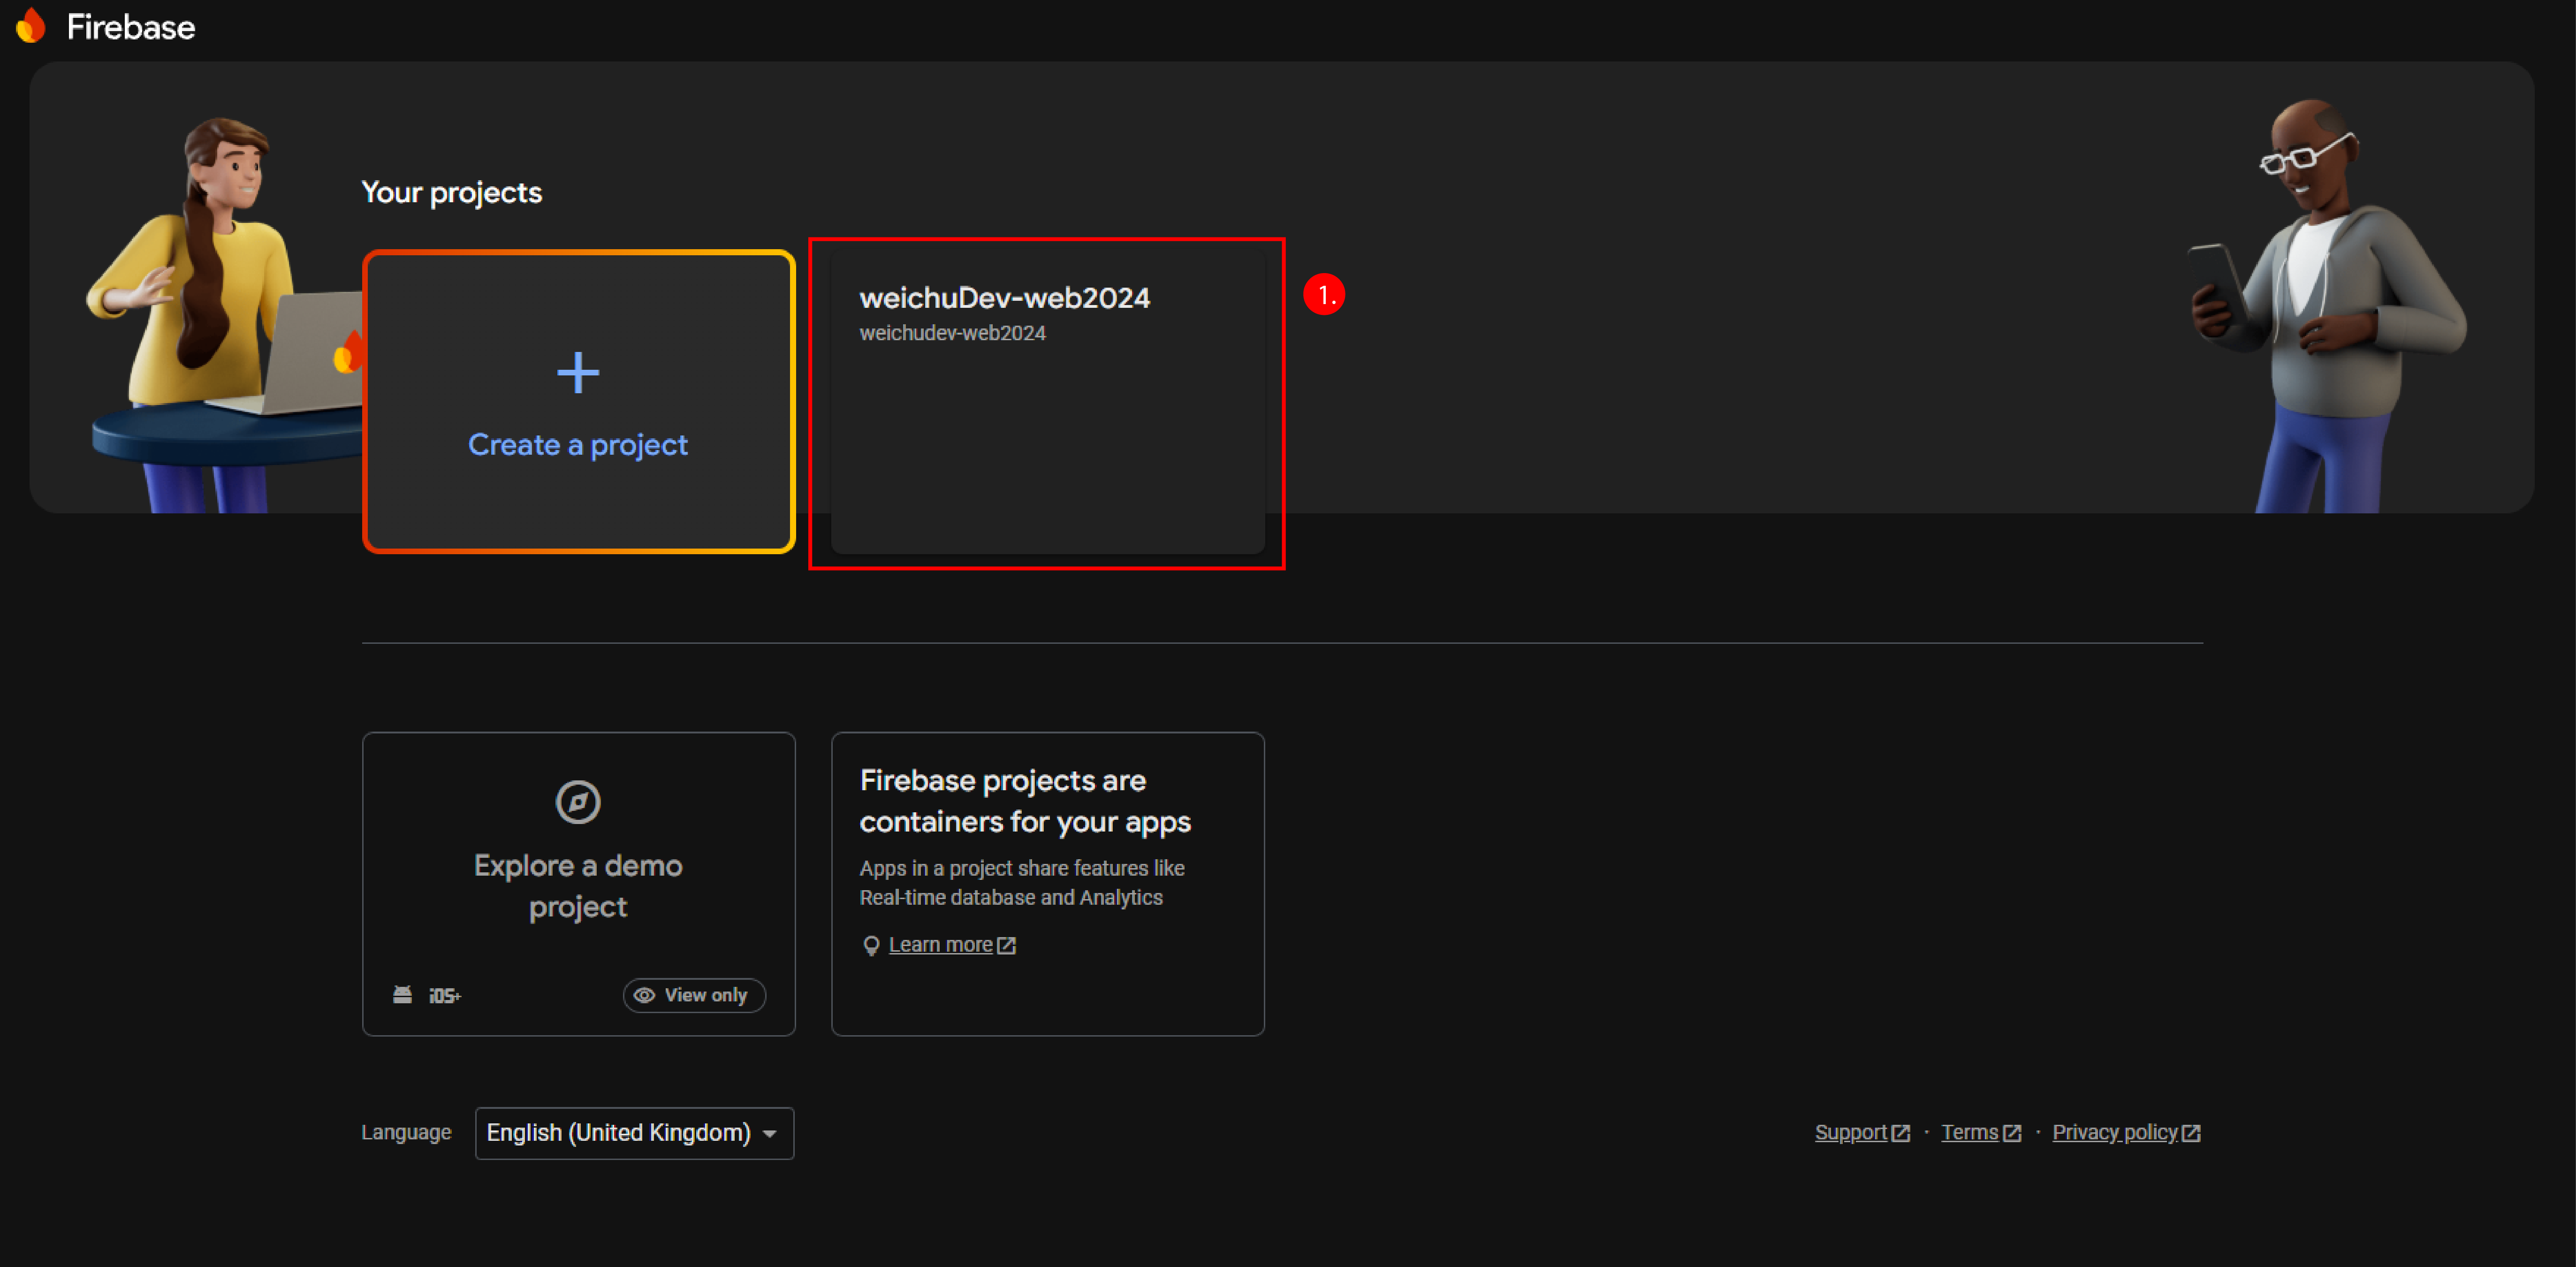 Firebase
Your projects
Create a project
weichuDev-web2024
weichudev-web2024
1.
Explore a demo
project
iOS+
View only
Firebase projects are
containers for your apps
Apps in a project share features like
Real-time database and Analytics
Learn more
Language
English (United Kingdom)
Support · Terms · Privacy policy